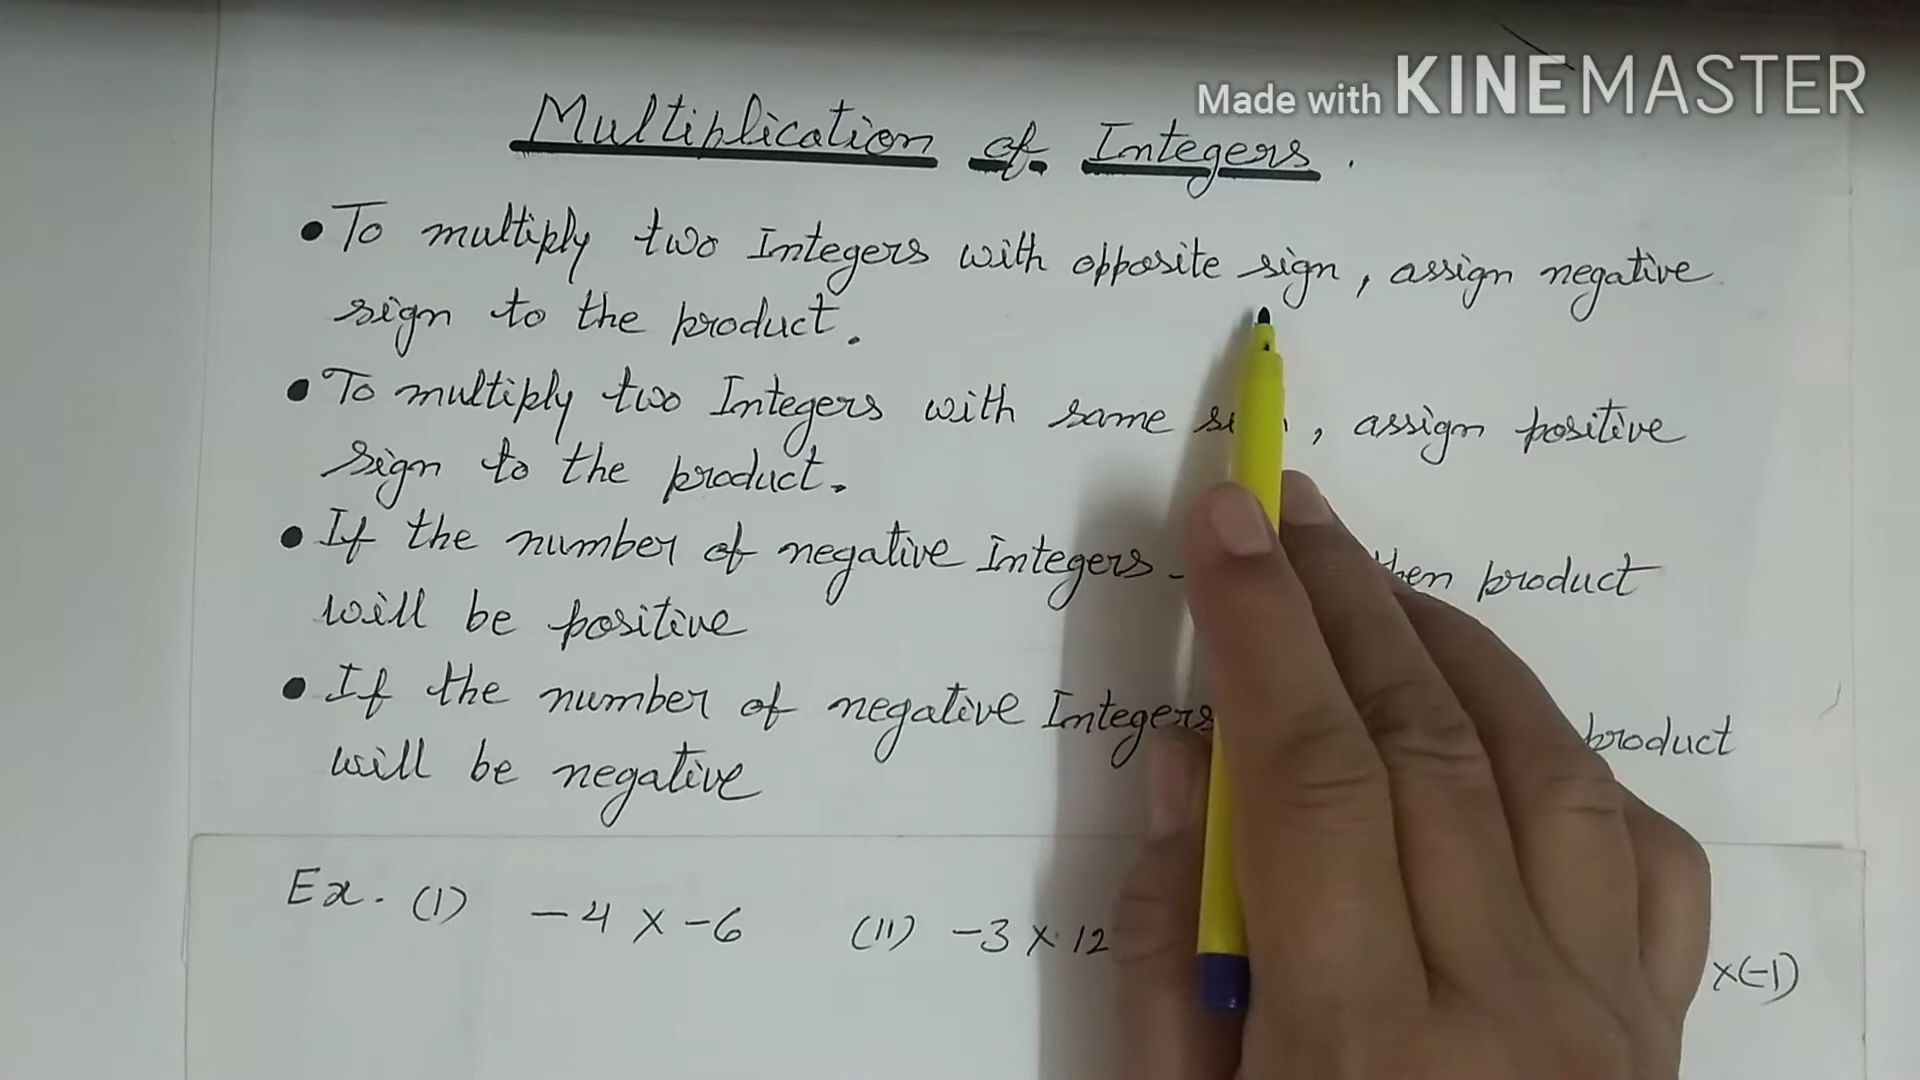 Made with KINEMASTER
Multiplication of Integers.
• To multiply two Integers with opposite sign, assign negative
sign to the product.
• To multiply two Integers with same , assign positive
sign to the product.
• If the number of negative Integers then product
will be positive
• If the number of negative Integers product
will be negative
Ex. (I) -4 x -6 (II) -3 x 12 x(-1)